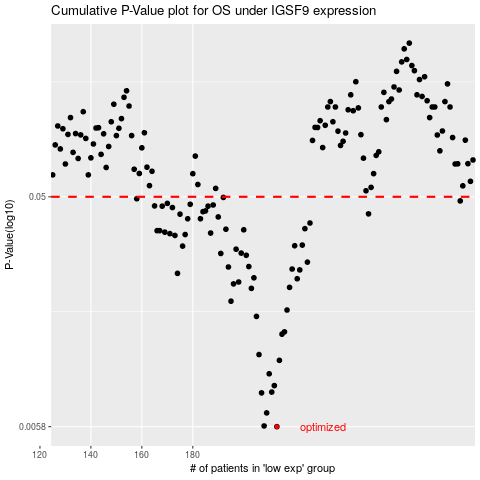 Cumulative P-Value plot for OS under IGSF9 expression
P-Value(log10)
0.05
0.0058
optimized
120 140 160 180
# of patients in 'low exp' group